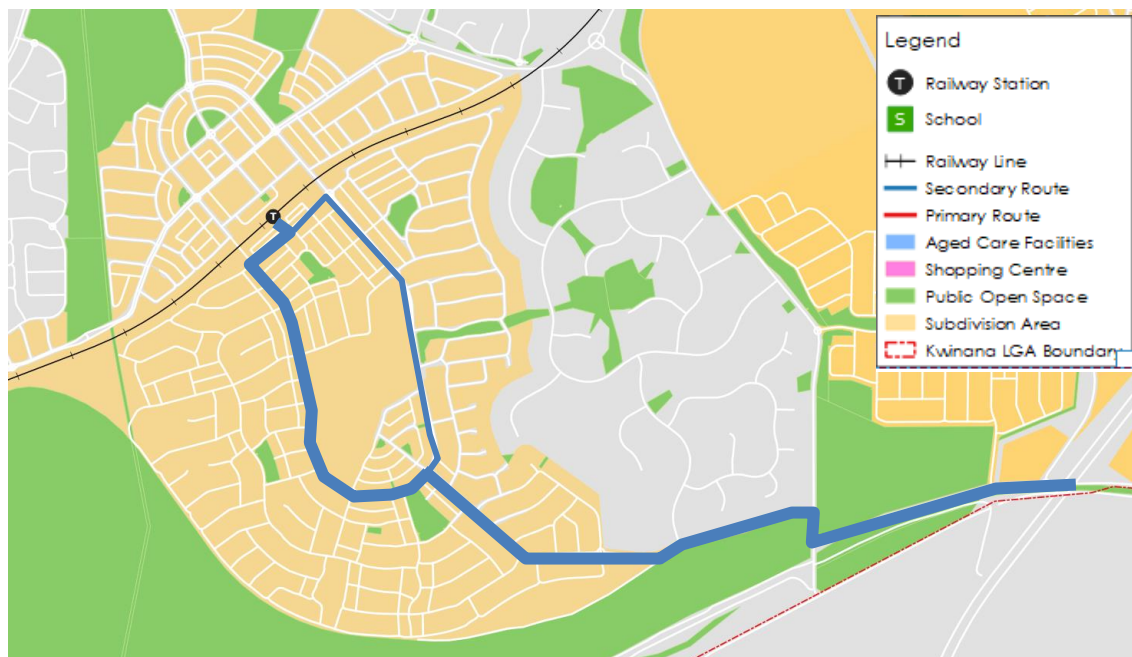 Legend
T Railway Station
S School
Railway Line
Secondary Route
Primary Route
Aged Care Facilities
Shopping Centre
Public Open Space
Subdivision Area
Kwinana LGA Boundary
T